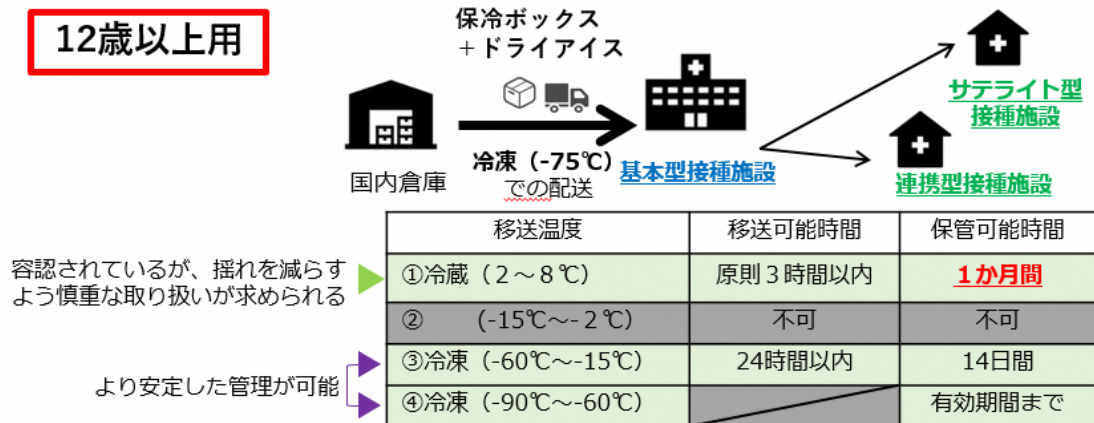 12歳以上用
保冷ボックス
+ドライアイス
国内倉庫
冷凍(-75℃)
での配送
基本型接種施設
サテライト型
接種施設
連携型接種施設
移送温度 移送可能時間 保管可能時間
容認されているが、揺れを減らす
よう慎重な取り扱いが求められる
①冷蔵(2~8℃) 原則3時間以内 1か月間
② (-15℃~-2℃) 不可 不可
より安定した管理が可能
③冷凍(-60℃~-15℃) 24時間以内 14日間
④冷凍(-90℃~-60℃) 有効期間まで